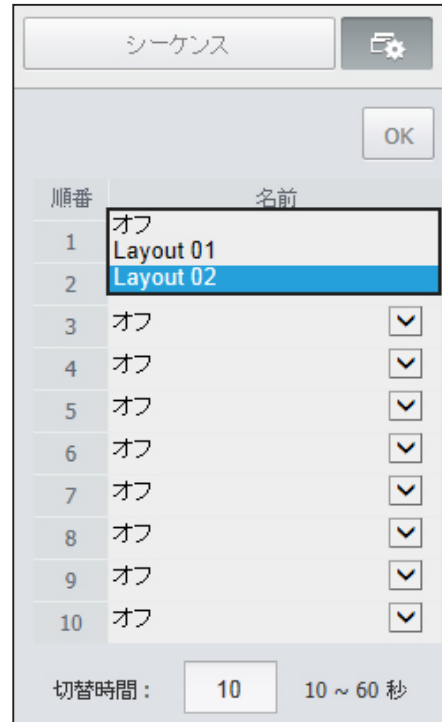 シーケンス
OK
順番 名前
1 オフ
Layout 01
2 Layout 02
3 オフ
4 オフ
5 オフ
6 オフ
7 オフ
8 オフ
9 オフ
10 オフ
切替時間 : 10 10 ~ 60 秒